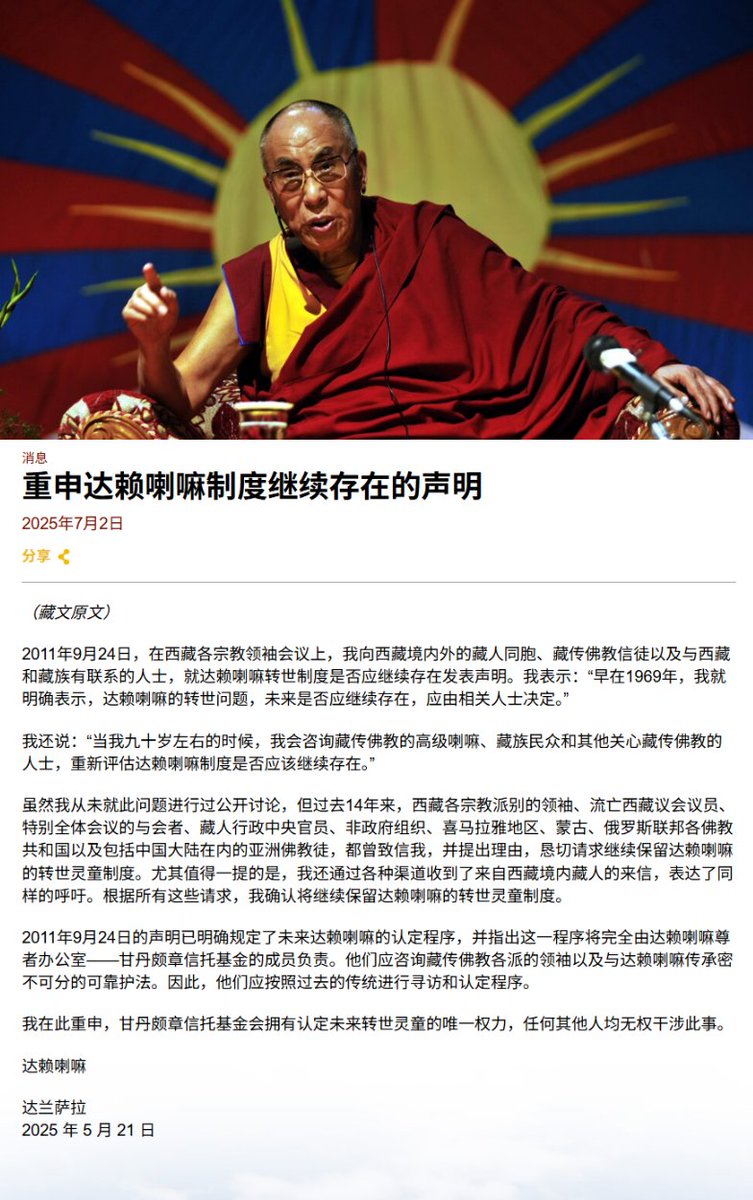 消息
重申达赖喇嘛制度继续存在的声明
2025年7月2日
分享
（藏文原文）
2011年9月24日，在西藏各宗教领袖会议上，我向西藏境内外的藏人同胞、藏传佛教信徒以及与西藏
和藏族有联系的人士，就达赖喇嘛转世制度是否应继续存在发表声明。我表示：“早在1969年，我就
明确表示，达赖喇嘛的转世问题，未来是否应继续存在，应由相关人士决定。”
我还说：“当我九十岁左右的时候，我会咨询藏传佛教的高级喇嘛、藏族民众和其他关心藏传佛教的
人士，重新评估达赖喇嘛制度是否应该继续存在。”
虽然我从未就此问题进行过公开讨论，但过去14年来，西藏各宗教派别的领袖、流亡西藏议会议员、
特别全体会议的与会者、藏人行政中央官员、非政府组织、喜马拉雅地区、蒙古、俄罗斯联邦各佛教
共和国以及包括中国大陆在内的亚洲佛教徒，都曾致信我，并提出理由，恳切请求继续保留达赖喇嘛
的转世灵童制度。尤其值得一提的是，我还通过各种渠道收到了来自西藏境内藏人的来信，表达了同
样的呼吁。根据所有这些请求，我确认将继续保留达赖喇嘛的转世灵童制度。
2011年9月24日的声明已明确规定了未来达赖喇嘛的认定程序，并指出这一程序将完全由达赖喇嘛尊
者办公室——甘丹颇章信托基金的成员负责。他们应咨询藏传佛教各派的领袖以及与达赖喇嘛传承密
不可分的可靠护法。因此，他们应按照过去的传统进行寻访和认定程序。
我在此重申，甘丹颇章信托基金会拥有认定未来转世灵童的唯一权力，任何其他人均无权干涉此事。
达赖喇嘛
达兰萨拉
2025 年 5 月 21 日